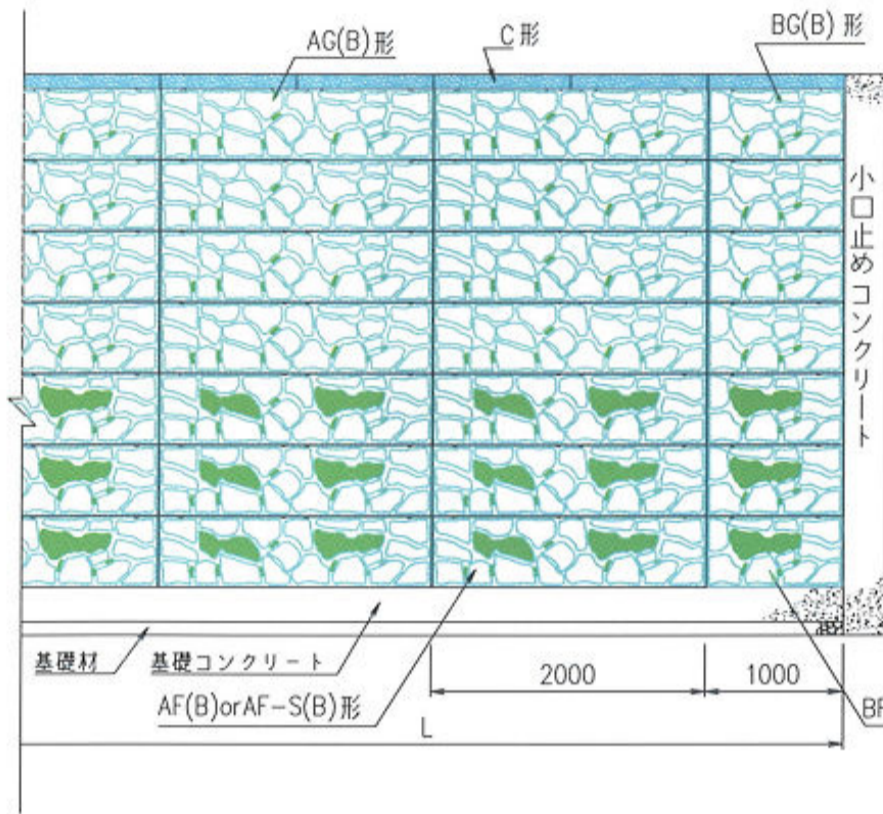 AG(B)形
C形
BG(B)形
小口止めコンクリート
基礎材
基礎コンクリート
2000
1000
AF(B)orAF-S(B)形
BF
L